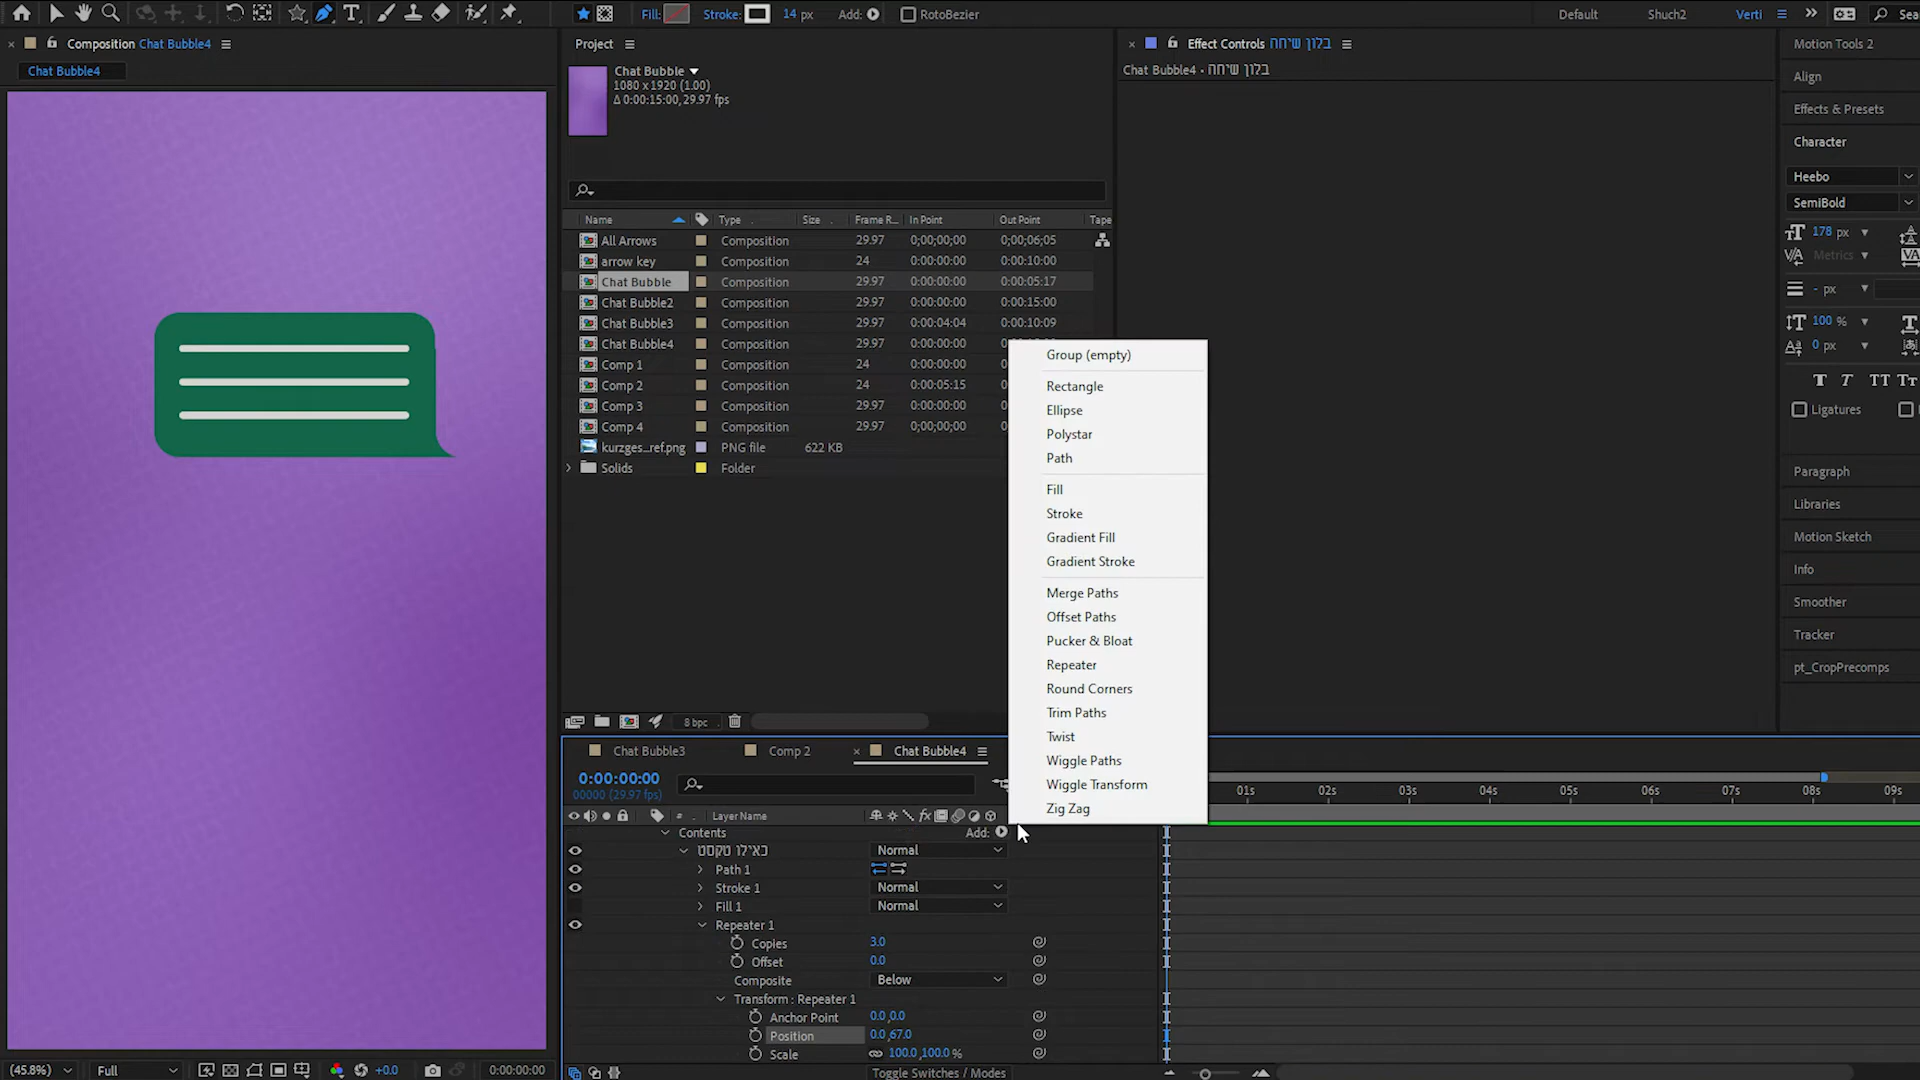 Fill:
Stroke:
14 px
Add:
RotoBezier
Default
Shuch2
Verti
Composition Chat Bubble4
Chat Bubble4
Project
Chat Bubble
1080 x 1920 (1.00)
Δ 0:00:15:00, 29.97 fps
Effect Controls בלון שיחה
Chat Bubble4 • בלון שיחה
Name Type Size Frame R... In Point Out Point Tape
All Arrows Composition 29.97 0;00;00;00 0;00;06;05
arrow key Composition 24 0:00:00:00 0:00:10:00
Chat Bubble Composition 29.97 0:00:00:00 0:00:05:17
Chat Bubble2 Composition 29.97 0:00:00:00 0:00:15:00
Chat Bubble3 Composition 29.97 0:00:04:04 0:00:10:09
Chat Bubble4 Composition 29.97 0:00:00:00
Comp 1 Composition 24 0:00:00:00
Comp 2 Composition 24 0:00:05:15
Comp 3 Composition 29.97 0:00:00:00
Comp 4 Composition 29.97 0;00;00;00
kurzges...ref.png PNG file 622 KB
Solids Folder
Group (empty)
Rectangle
Ellipse
Polystar
Path
Fill
Stroke
Gradient Fill
Gradient Stroke
Merge Paths
Offset Paths
Pucker & Bloat
Repeater
Round Corners
Trim Paths
Twist
Wiggle Paths
Wiggle Transform
Zig Zag
Motion Tools 2
Align
Effects & Presets
Character
Heebo
SemiBold
178 px
Metrics
- px
100 %
0 px
Ligatures
Paragraph
Libraries
Motion Sketch
Info
Smoother
Tracker
pt_CropPrecomps
8 bpc
Chat Bubble3
Comp 2
Chat Bubble4
0:00:00:00
00000 (29.97 fps)
01s 02s 03s 04s 05s 06s 07s 08s 09s
# Layer Name
Contents Add:
כאילו טקסט Normal
Path 1
Stroke 1 Normal
Fill 1 Normal
Repeater 1
Copies 3.0
Offset 0.0
Composite Below
Transform : Repeater 1
Anchor Point 0.0,0.0
Position 0.0,67.0
Scale 100.0,100.0 %
Toggle Switches / Modes
(45.8%)
Full
+0.0
0:00:00:00